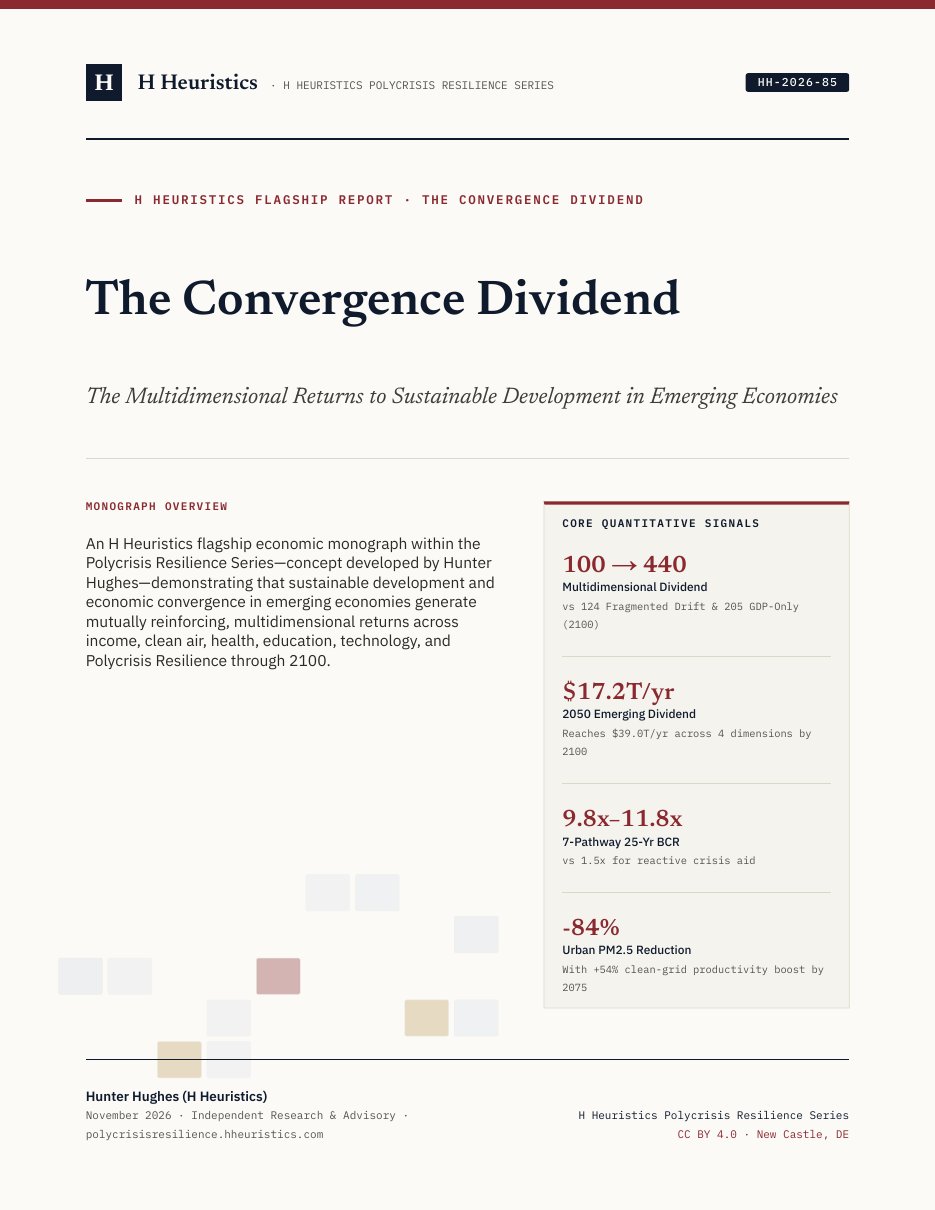 H H Heuristics · H HEURISTICS POLYCRISIS RESILIENCE SERIES HH-2026-85
H HEURISTICS FLAGSHIP REPORT · THE CONVERGENCE DIVIDEND
The Convergence Dividend
The Multidimensional Returns to Sustainable Development in Emerging Economies
MONOGRAPH OVERVIEW
An H Heuristics flagship economic monograph within the
Polycrisis Resilience Series—concept developed by Hunter
Hughes—demonstrating that sustainable development and
economic convergence in emerging economies generate
mutually reinforcing, multidimensional returns across
income, clean air, health, education, technology, and
Polycrisis Resilience through 2100.
CORE QUANTITATIVE SIGNALS
100 → 440
Multidimensional Dividend
vs 124 Fragmented Drift & 205 GDP-Only
(2100)
$17.2T/yr
2050 Emerging Dividend
Reaches $39.0T/yr across 4 dimensions by
2100
9.8x–11.8x
7-Pathway 25-Yr BCR
vs 1.5x for reactive crisis aid
-84%
Urban PM2.5 Reduction
With +54% clean-grid productivity boost by
2075
Hunter Hughes (H Heuristics)
November 2026 · Independent Research & Advisory ·
polycrisisresilience.hheuristics.com
H Heuristics Polycrisis Resilience Series
CC BY 4.0 · New Castle, DE